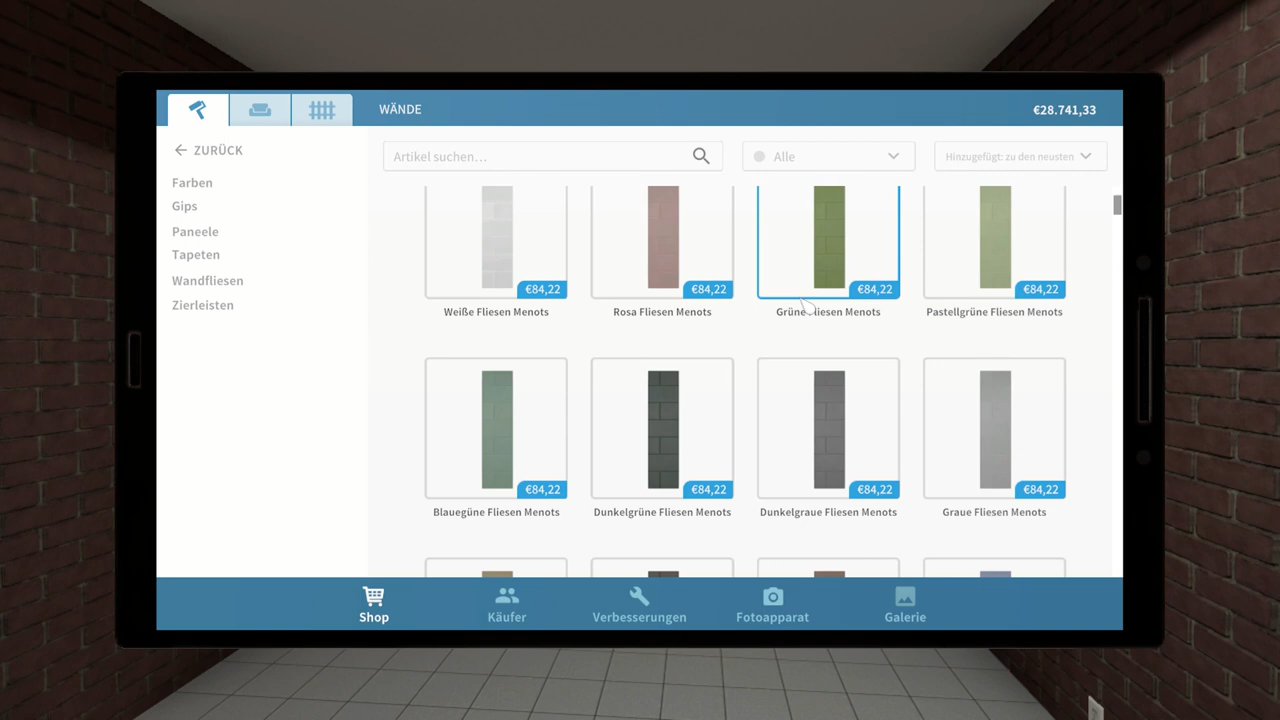 WÄNDE
€28.741,33
ZURÜCK
Farben
Gips
Paneele
Tapeten
Wandfliesen
Zierleisten
Artikel suchen...
Alle
Hinzugefügt: zu den neusten
€84,22
€84,22
€84,22
€84,22
Weiße Fliesen Menots
Rosa Fliesen Menots
Grüne Fliesen Menots
Pastellgrüne Fliesen Menots
€84,22
€84,22
€84,22
€84,22
Blauegüne Fliesen Menots
Dunkelgrüne Fliesen Menots
Dunkelgraue Fliesen Menots
Graue Fliesen Menots
Shop
Käufer
Verbesserungen
Fotoapparat
Galerie